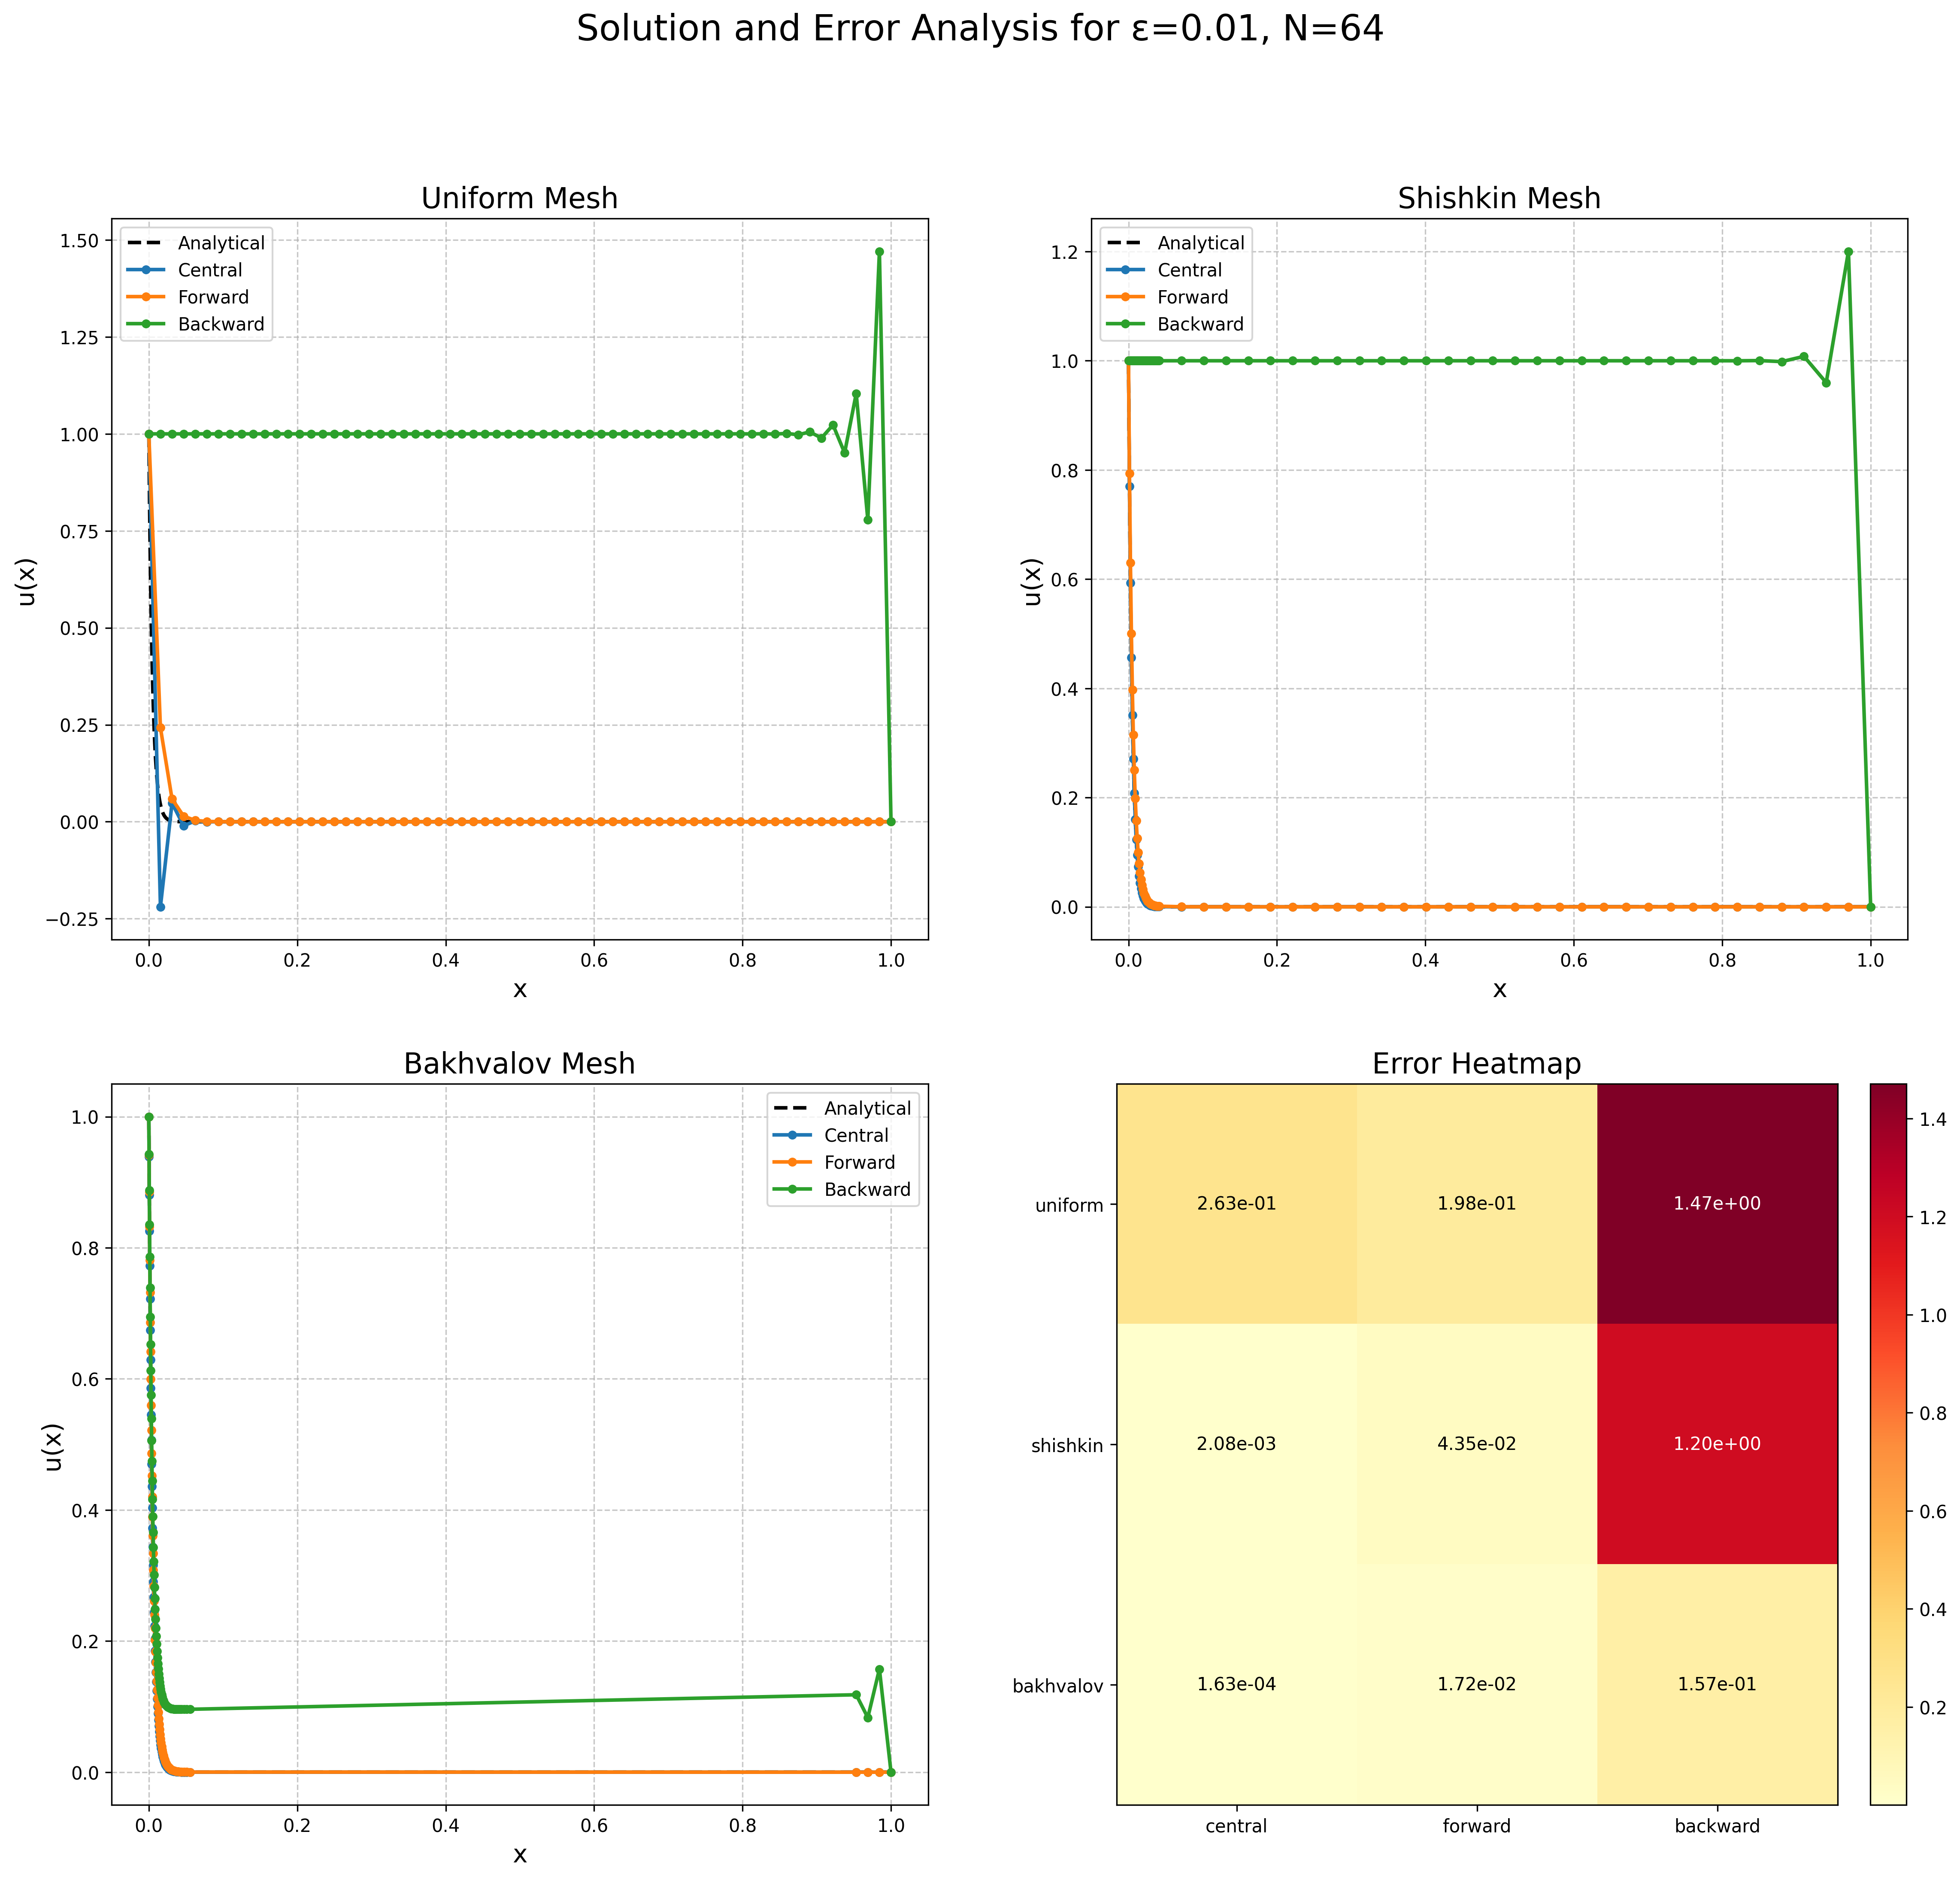 Solution and Error Analysis for ε=0.01, N=64
Uniform Mesh
Analytical
Central
Forward
Backward
1.50
1.25
1.00
0.75
0.50
0.25
0.00
−0.25
u(x)
0.0 0.2 0.4 0.6 0.8 1.0
x
Shishkin Mesh
Analytical
Central
Forward
Backward
1.2
1.0
0.8
0.6
0.4
0.2
0.0
u(x)
0.0 0.2 0.4 0.6 0.8 1.0
x
Bakhvalov Mesh
Analytical
Central
Forward
Backward
1.0
0.8
0.6
0.4
0.2
0.0
u(x)
0.0 0.2 0.4 0.6 0.8 1.0
x
Error Heatmap
uniform 2.63e-01 1.98e-01 1.47e+00
shishkin 2.08e-03 4.35e-02 1.20e+00
bakhvalov 1.63e-04 1.72e-02 1.57e-01
central forward backward
1.4
1.2
1.0
0.8
0.6
0.4
0.2